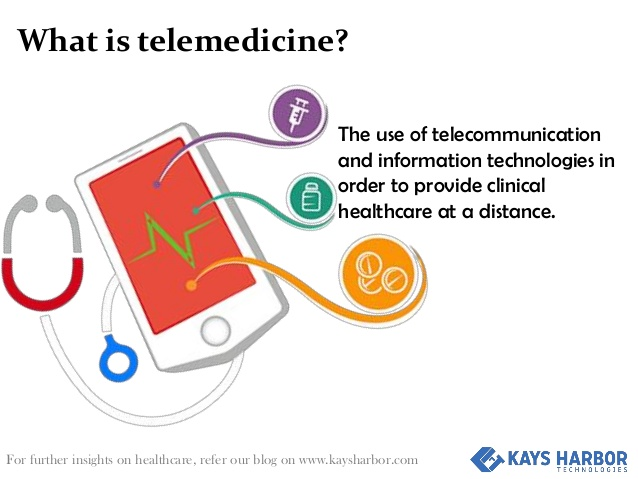 What is telemedicine?
The use of telecommunication
and information technologies in
order to provide clinical
healthcare at a distance.
For further insights on healthcare, refer our blog on www.kaysharbor.com
KAYS HARBOR
TECHNOLOGIES